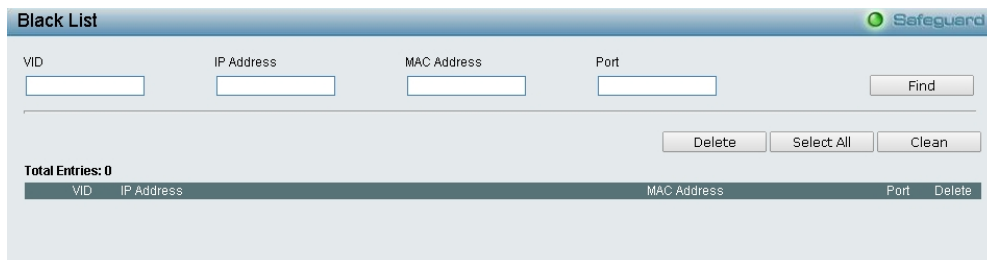 Black List Safeguard
VID IP Address MAC Address Port
Find
Delete Select All Clean
Total Entries: 0
VID IP Address MAC Address Port Delete